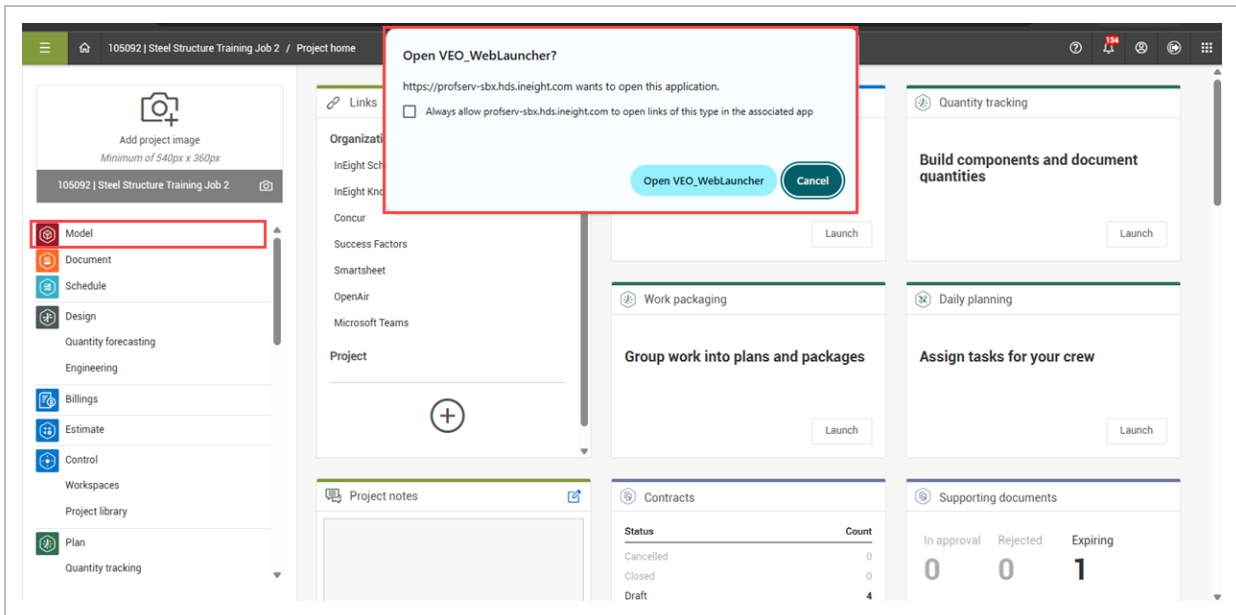 105092 | Steel Structure Training Job 2 / Project home
134
Open VEO_WebLauncher?
https://profserv-sbx.hds.ineight.com wants to open this application.
Always allow profserv-sbx.hds.ineight.com to open links of this type in the associated app
Open VEO_WebLauncher
Cancel
Add project image
Minimum of 540px x 360px
105092 | Steel Structure Training Job 2
Model
Document
Schedule
Design
Quantity forecasting
Engineering
Billings
Estimate
Control
Workspaces
Project library
Plan
Quantity tracking
Links
Organizati
InEight Sch
InEight Kno
Concur
Success Factors
Smartsheet
OpenAir
Microsoft Teams
Project
Launch
Quantity tracking
Build components and document
quantities
Launch
Work packaging
Group work into plans and packages
Launch
Daily planning
Assign tasks for your crew
Launch
Project notes
Contracts
Status Count
Cancelled 0
Closed 0
Draft 4
Supporting documents
In approval Rejected Expiring
0 0 1